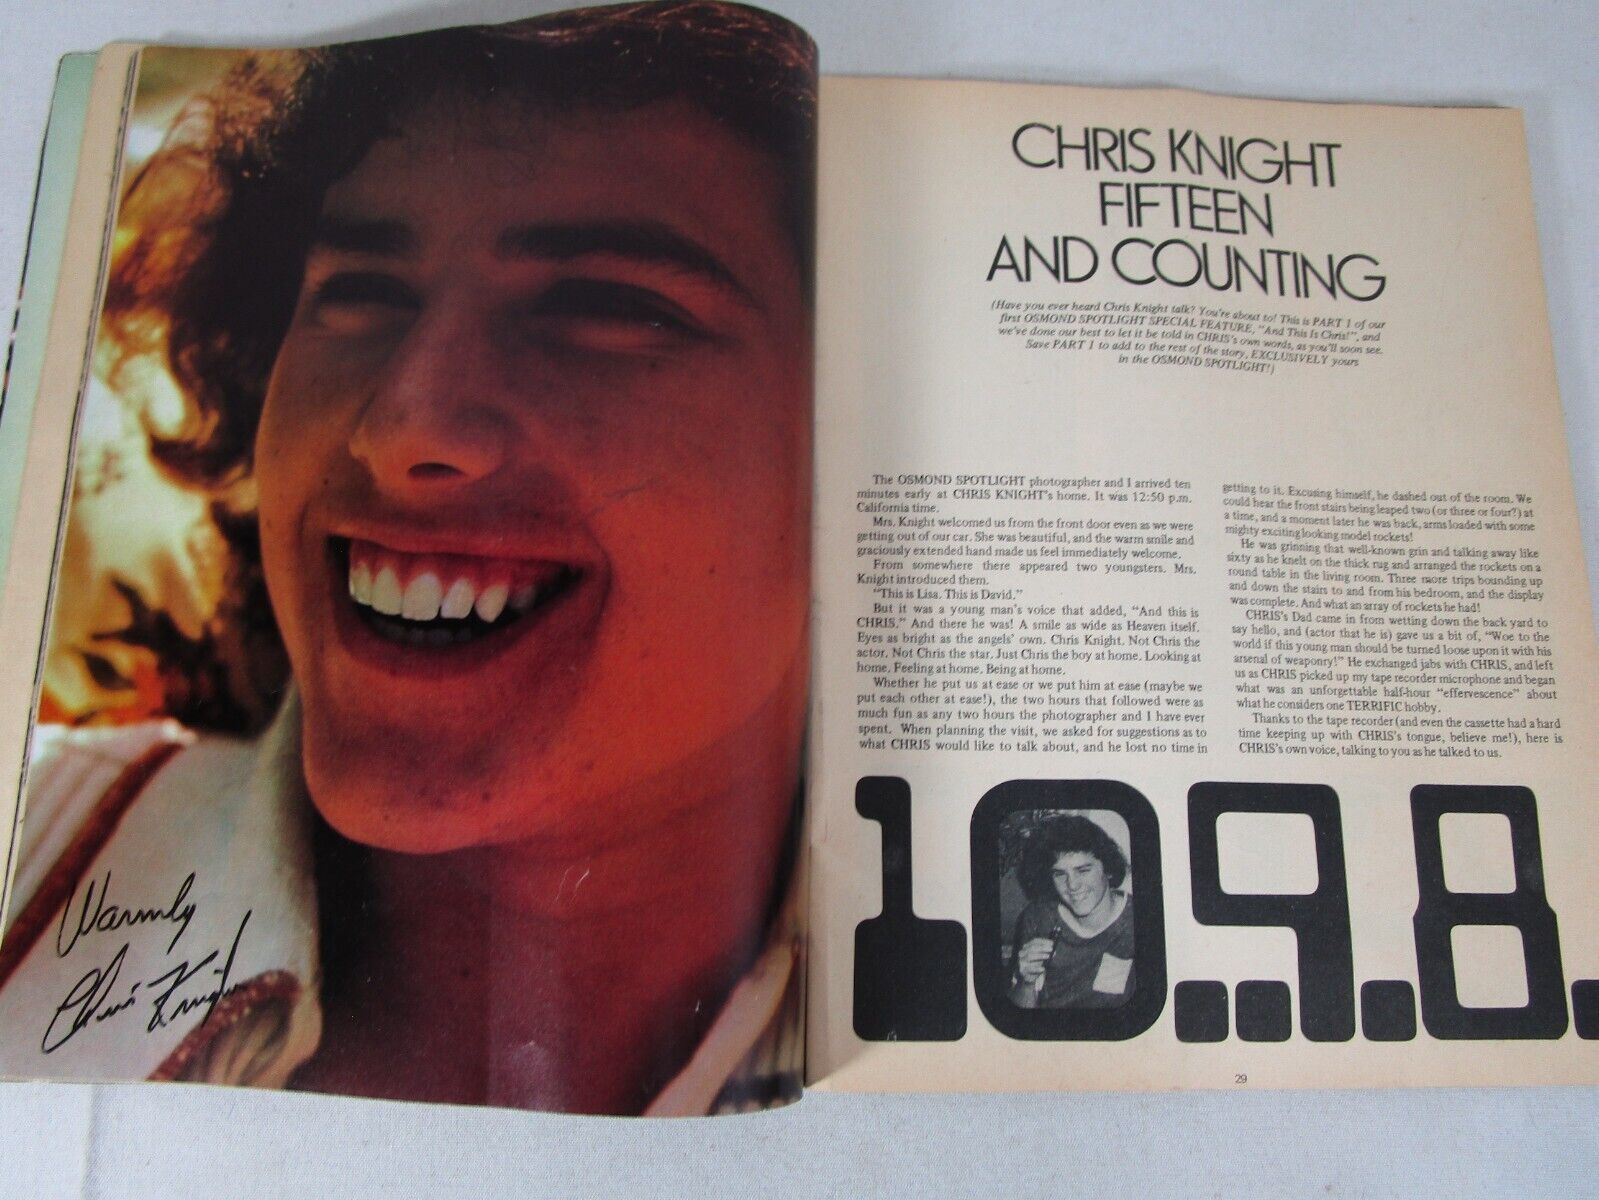 Warmly
Chris Knight
CHRIS KNIGHT
FIFTEEN
AND COUNTING
(Have you ever heard Chris Knight talk? You're about to! This is PART 1 of our
first OSMOND SPOTLIGHT SPECIAL FEATURE, "And This Is Chris!", and
we've done our best to let it be told in CHRIS's own words, as you'll soon see.
Save PART 1 to add to the rest of the story, EXCLUSIVELY yours
in the OSMOND SPOTLIGHT!)
The OSMOND SPOTLIGHT photographer and I arrived ten
minutes early at CHRIS KNIGHT's home. It was 12:50 p.m.
California time.
Mrs. Knight welcomed us from the front door even as we were
getting out of our car. She was beautiful, and the warm smile and
graciously extended hand made us feel immediately welcome.
From somewhere there appeared two youngsters. Mrs.
Knight introduced them.
"This is Lisa. This is David."
But it was a young man's voice that added, "And this is
CHRIS." And there he was! A smile as wide as Heaven itself.
Eyes as bright as the angels' own. Chris Knight. Not Chris the
actor. Not Chris the star. Just Chris the boy at home. Looking at
home. Feeling at home. Being at home.
Whether he put us at ease or we put him at ease (maybe we
put each other at ease!), the two hours that followed were as
much fun as any two hours the photographer and I have ever
spent. When planning the visit, we asked for suggestions as to
what CHRIS would like to talk about, and he lost no time in
getting to it. Excusing himself, he dashed out of the room. We
could hear the front stairs being leaped two (or three or four?) at
a time, and a moment later he was back, arms loaded with some
mighty exciting looking model rockets!
He was grinning that well-known grin and talking away like
sixty as he knelt on the thick rug and arranged the rockets on a
round table in the living room. Three more trips bounding up
and down the stairs to and from his bedroom, and the display
was complete. And what an array of rockets he had!
CHRIS's Dad came in from wetting down the back yard to
say hello, and (actor that he is) gave us a bit of, "Woe to the
world if this young man should be turned loose upon it with his
arsenal of weaponry!" He exchanged jabs with CHRIS, and left
us as CHRIS picked up my tape recorder microphone and began
what was an unforgettable half-hour "effervescence" about
what he considers one TERRIFIC hobby.
Thanks to the tape recorder (and even the cassette had a hard
time keeping up with CHRIS's tongue, believe me!), here is
CHRIS's own voice, talking to you as he talked to us.
10...9...8..
29